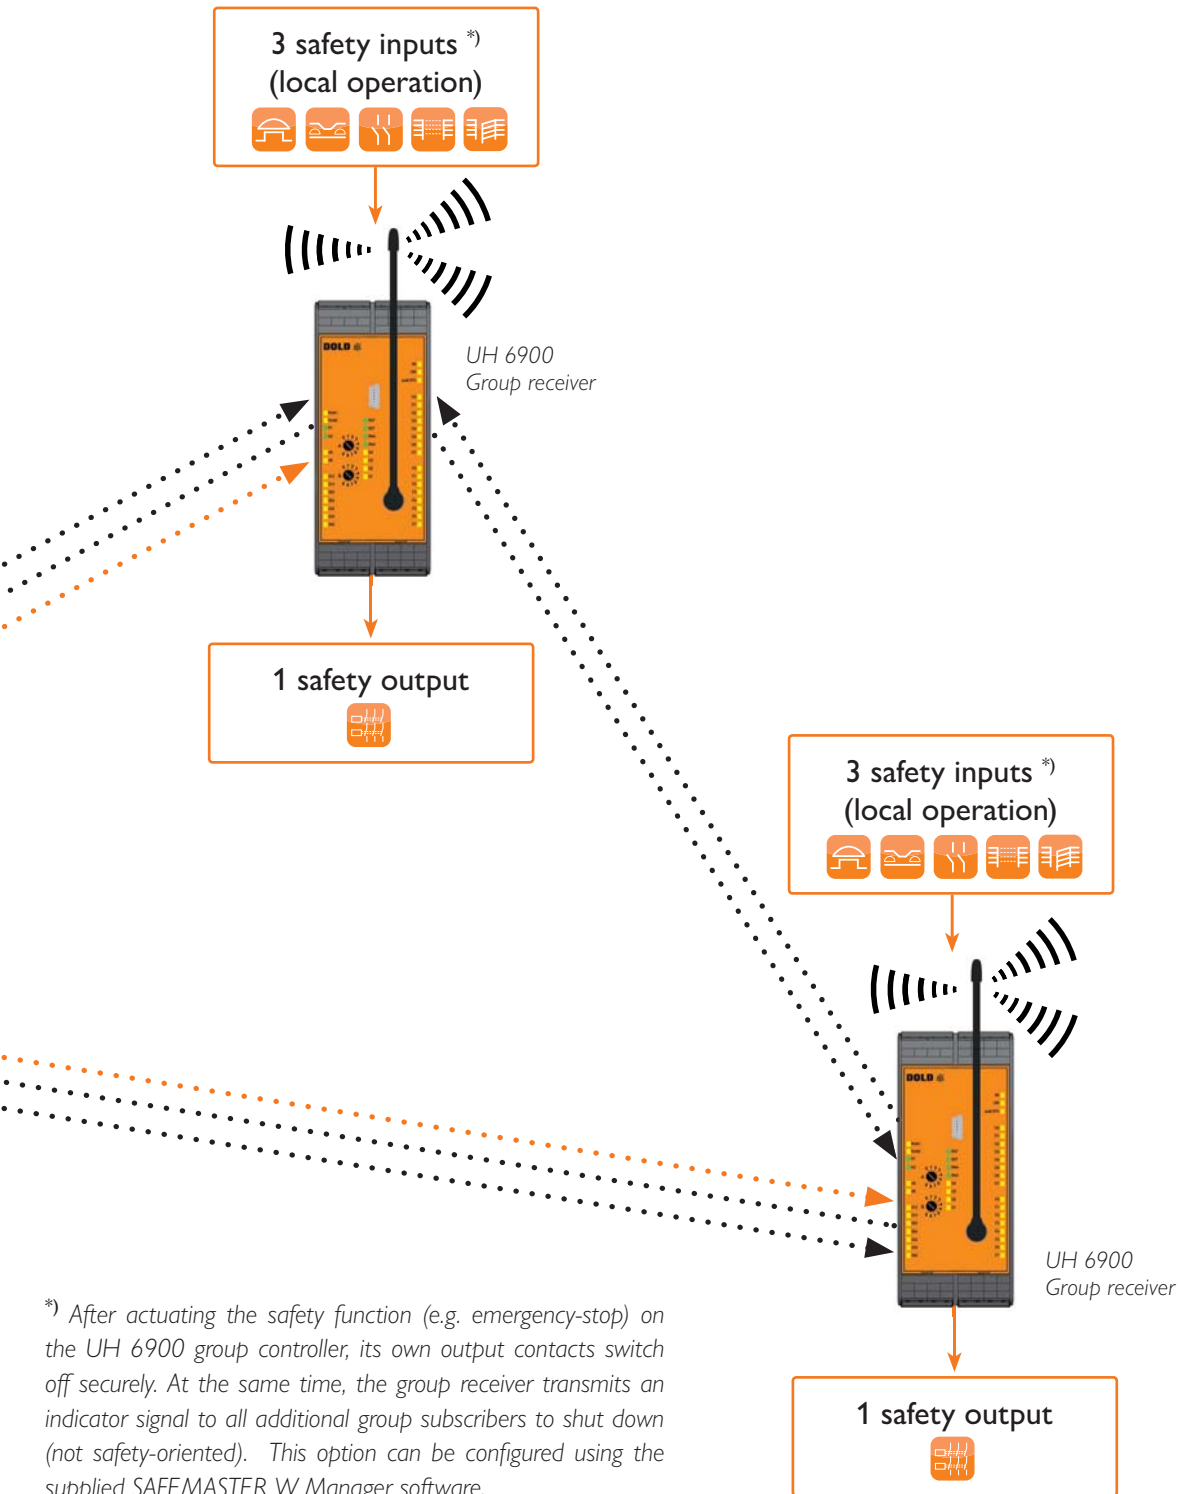 3 safety inputs *)
(local operation)
DOLD
UH 6900
Group receiver
1 safety output
3 safety inputs *)
(local operation)
DOLD
UH 6900
Group receiver
1 safety output
*) After actuating the safety function (e.g. emergency-stop) on
the UH 6900 group controller, its own output contacts switch
off securely. At the same time, the group receiver transmits an
indicator signal to all additional group subscribers to shut down
(not safety-oriented). This option can be configured using the
supplied SAFEMASTER W Manager software.